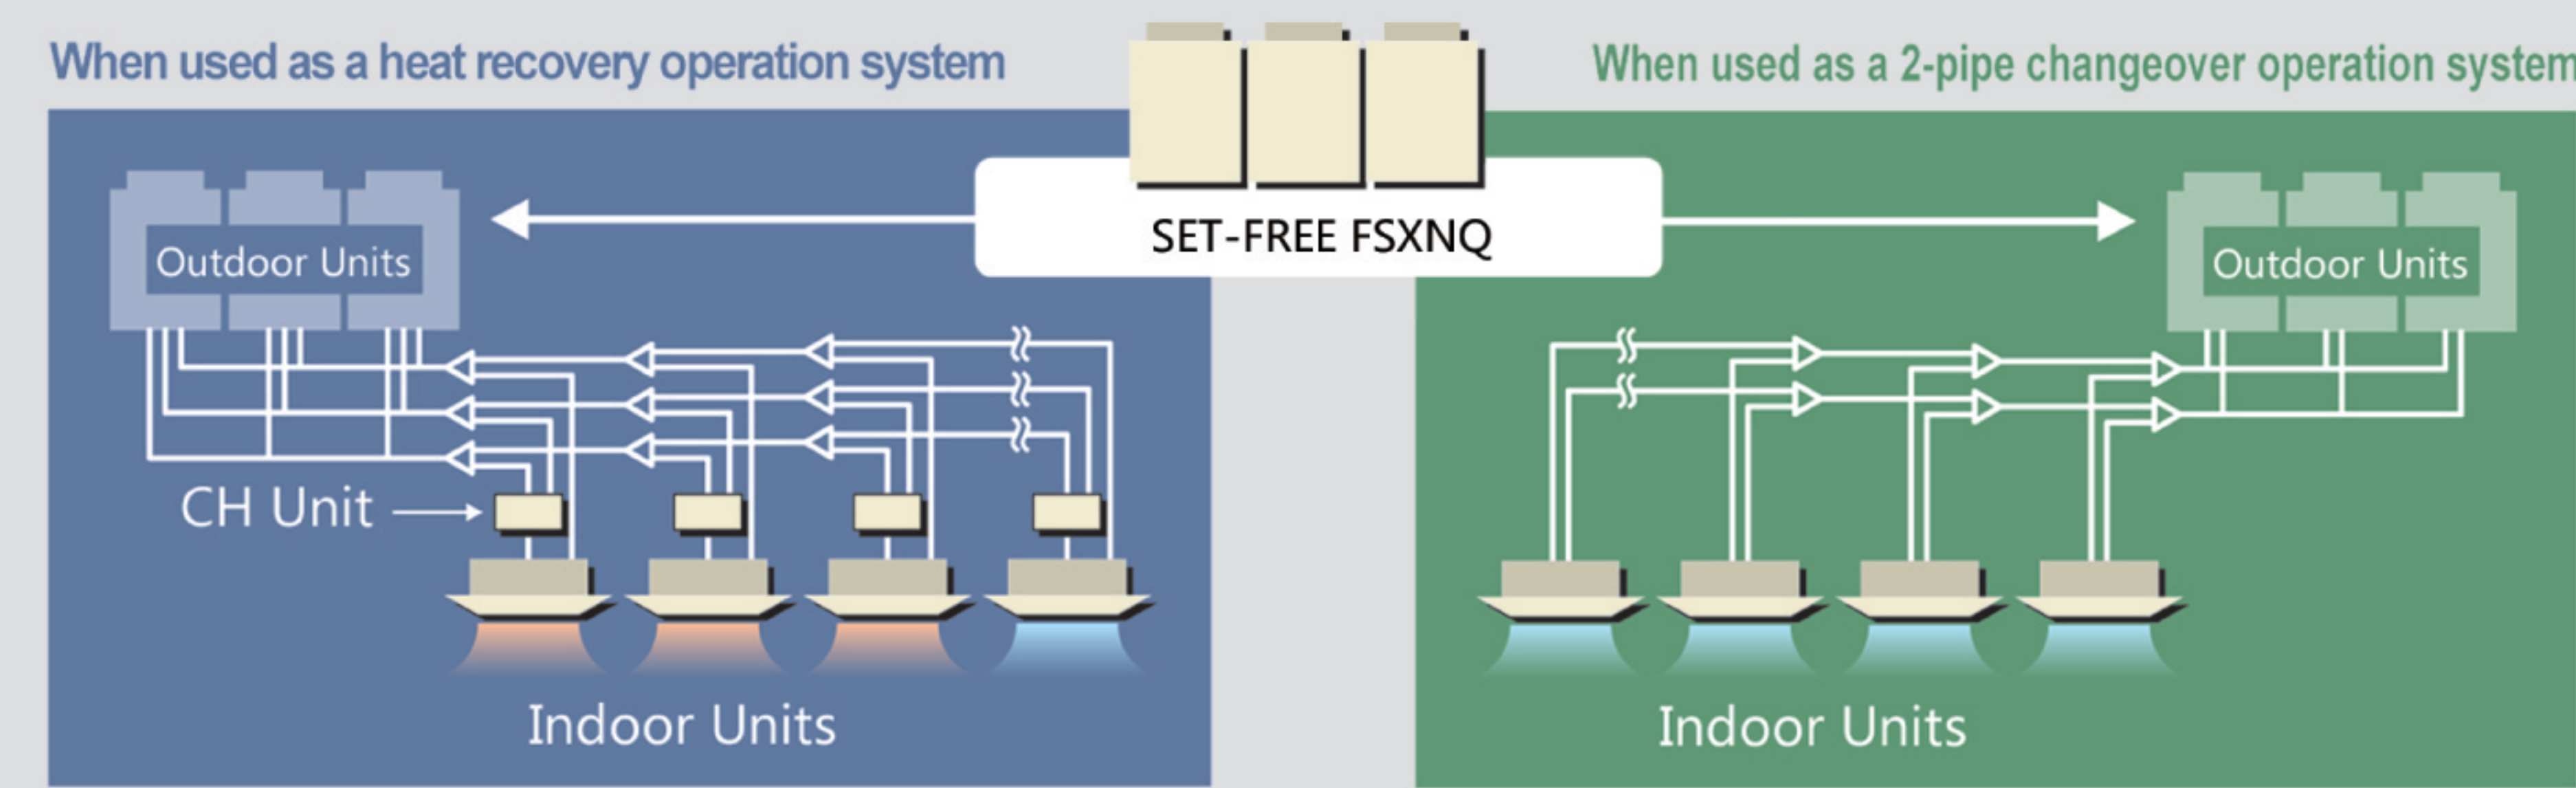 When used as a heat recovery operation system
When used as a 2-pipe changeover operation system
SET-FREE FSXNQ
Outdoor Units
Outdoor Units
CH Unit
Indoor Units
Indoor Units